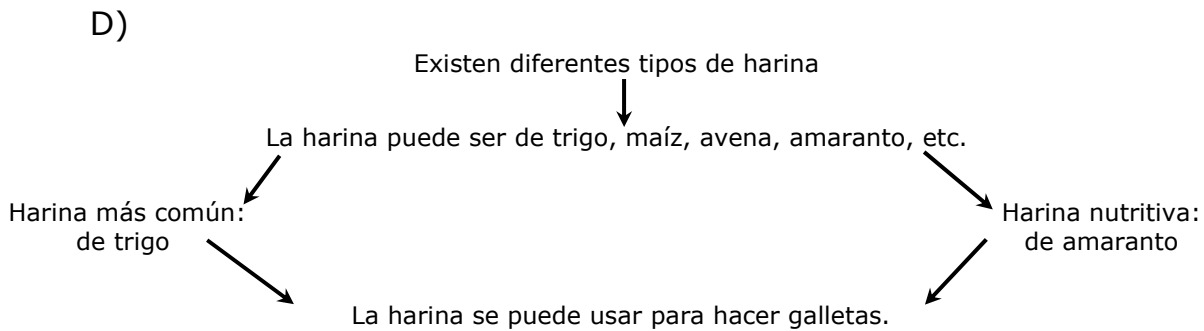 D)
Existen diferentes tipos de harina
La harina puede ser de trigo, maíz, avena, amaranto, etc.
Harina más común:
de trigo
Harina nutritiva:
de amaranto
La harina se puede usar para hacer galletas.